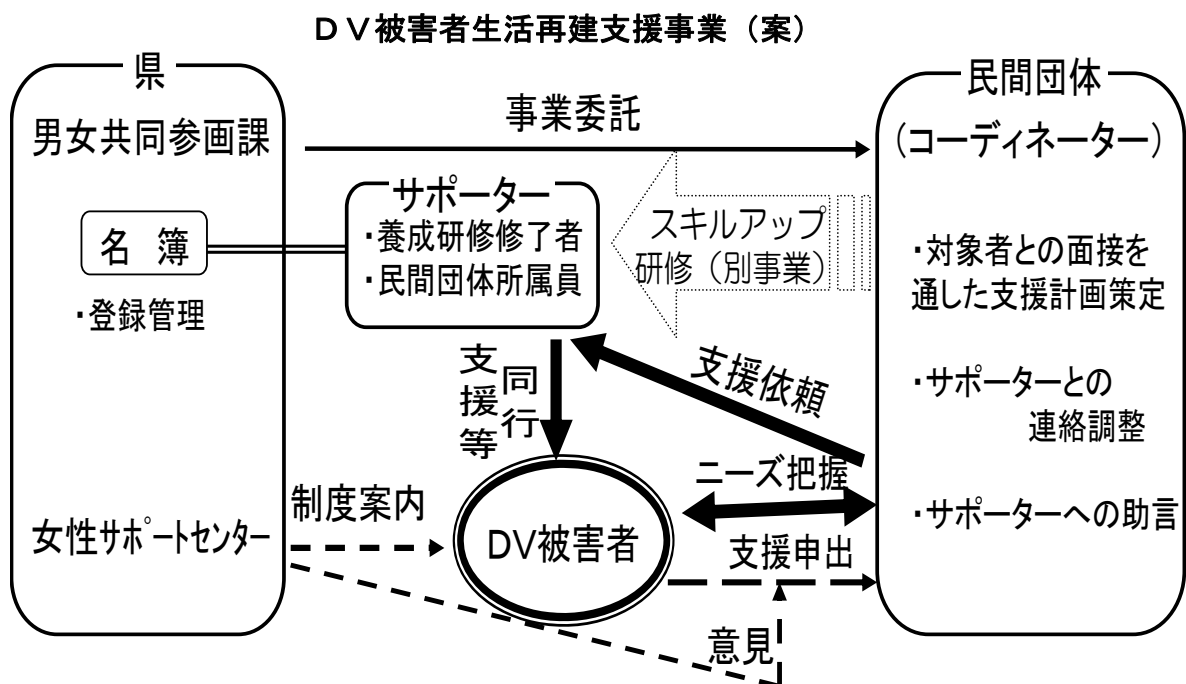 ＤＶ被害者生活再建支援事業（案）
県
男女共同参画課
名　簿
・登録管理
女性サポートセンター
事業委託
サポーター
・養成研修修了者
・民間団体所属員
スキルアップ
研修（別事業）
同行
支援等
支援依頼
ニーズ把握
制度案内
DV被害者
支援申出
意見
民間団体
（コーディネーター）
・対象者との面接を
通した支援計画策定
・サポーターとの
連絡調整
・サポーターへの助言